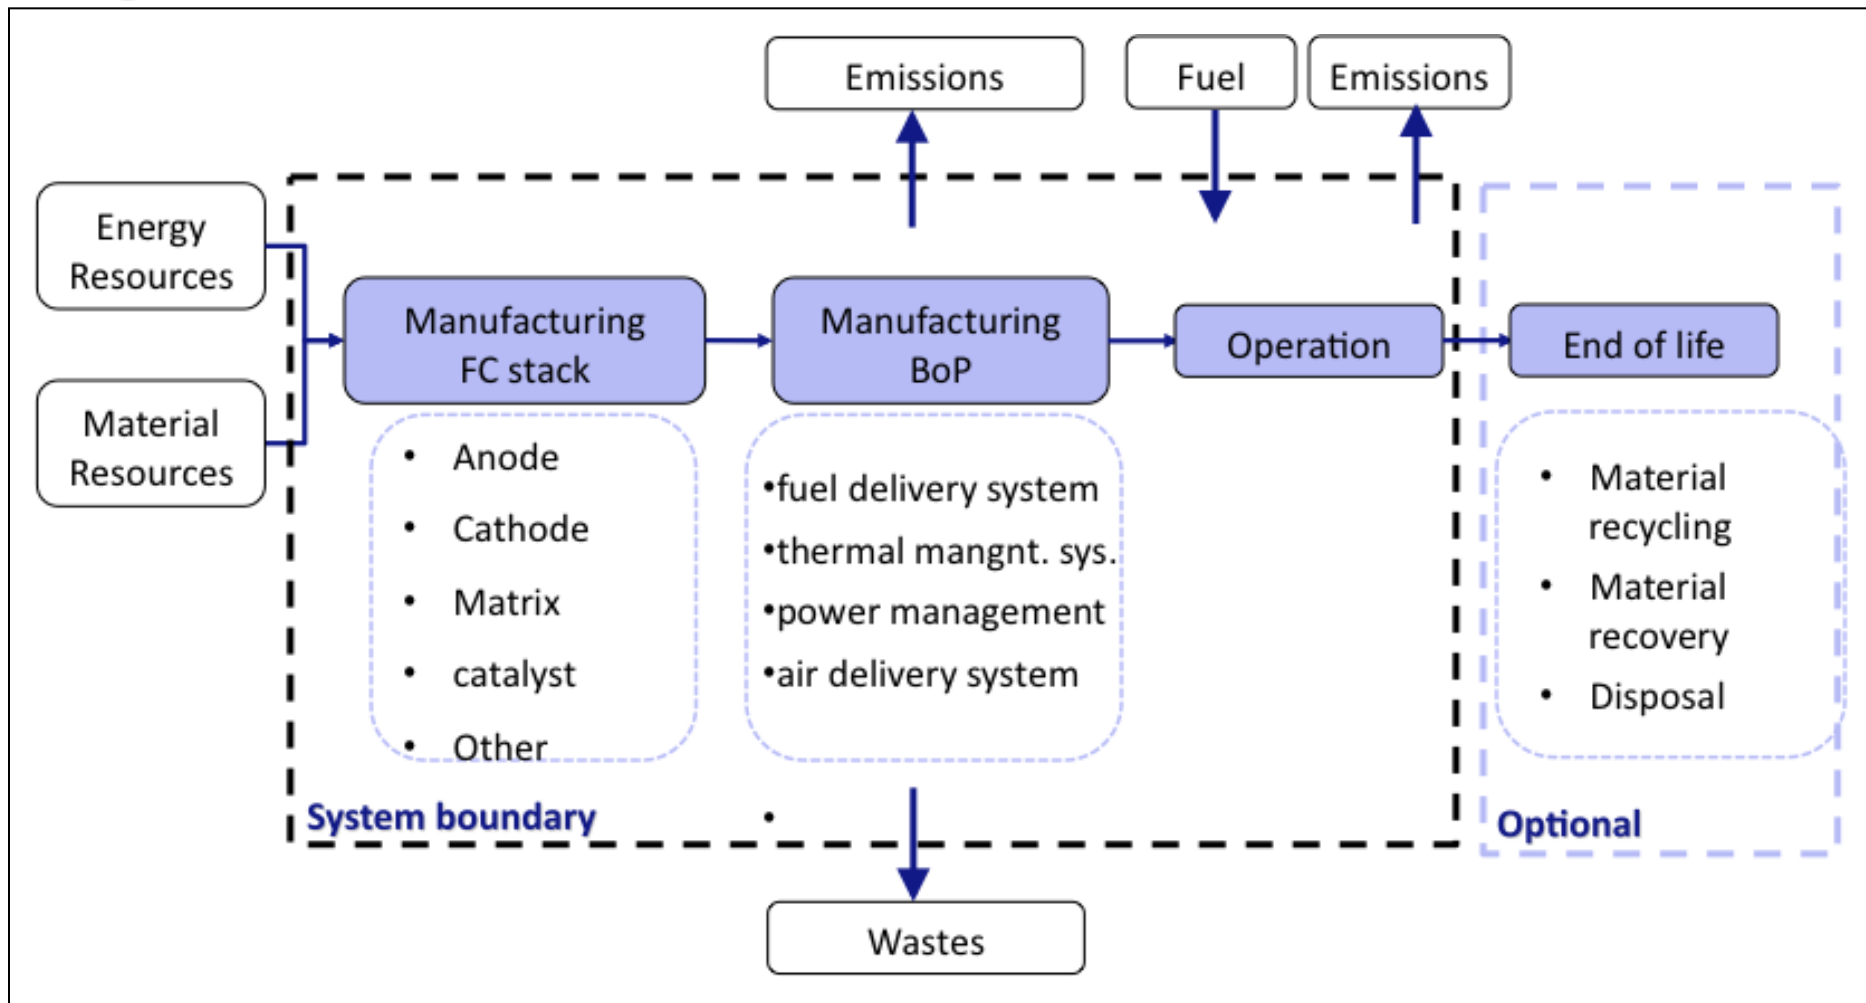 Emissions
Fuel
Emissions
Energy
Resources
Material
Resources
Manufacturing
FC stack
Manufacturing
BoP
Operation
End of life
• Anode
• Cathode
• Matrix
• catalyst
• Other
•fuel delivery system
•thermal mangnt. sys.
•power management
•air delivery system
•
• Material
recycling
• Material
recovery
• Disposal
System boundary
Optional
Wastes